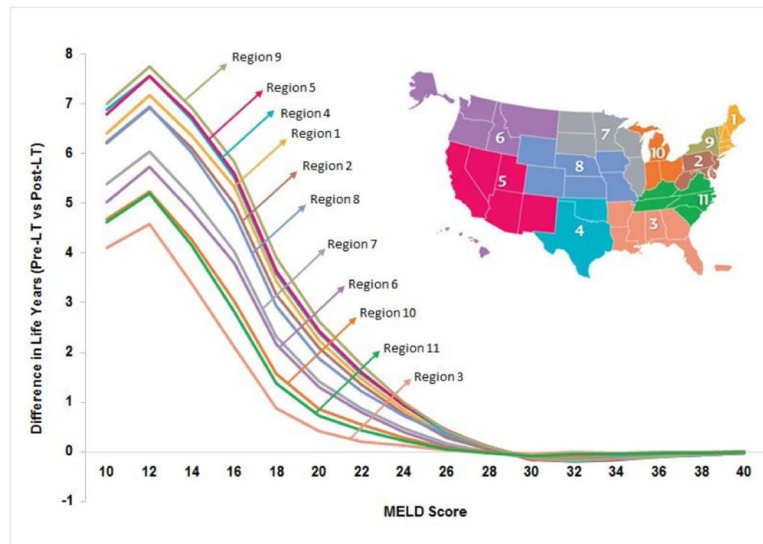 8
7
6
5
4
3
2
1
0
-1
Difference in Life Years (Pre-LT vs Post-LT)
Region 9
Region 5
Region 4
Region 1
Region 2
Region 8
Region 7
Region 6
Region 10
Region 11
Region 3
1
7
9
6
10
2
8
5
11
3
4
10 12 14 16 18 20 22 24 26 28 30 32 34 36 38 40
MELD Score